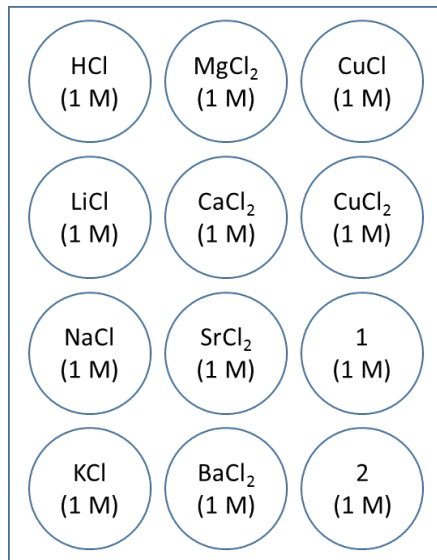 HCl
(1 M)
MgCl₂
(1 M)
CuCl
(1 M)
LiCl
(1 M)
CaCl₂
(1 M)
CuCl₂
(1 M)
NaCl
(1 M)
SrCl₂
(1 M)
1
(1 M)
KCl
(1 M)
BaCl₂
(1 M)
2
(1 M)